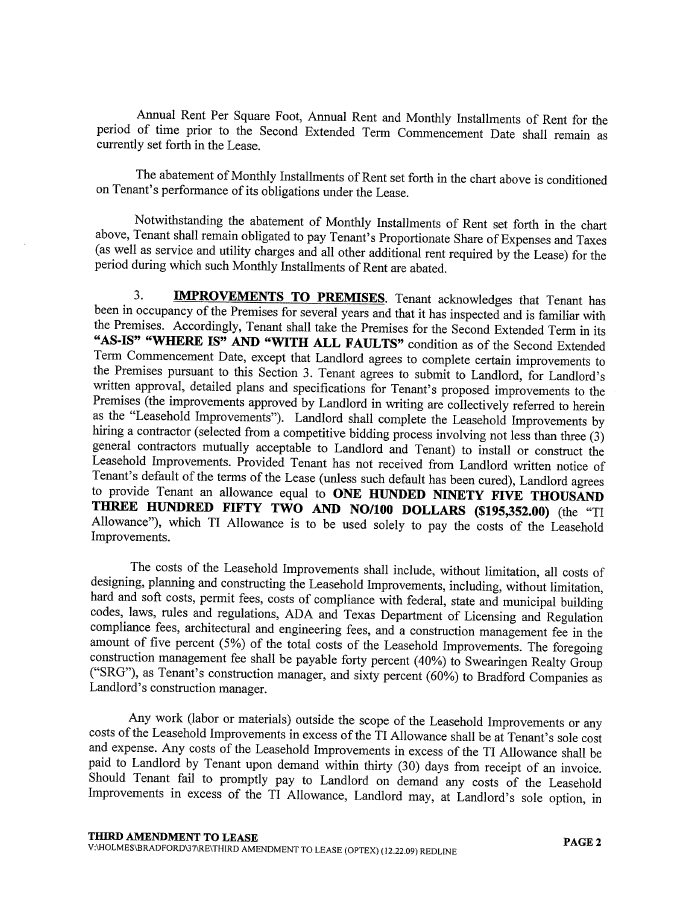 Annual Rent Per Square Foot, Annual Rent and Monthly Installments of Rent for the
period of time prior to the Second Extended Term Commencement Date shall remain as
currently set forth in the Lease.
The abatement of Monthly Installments of Rent set forth in the chart above is conditioned
on Tenant's performance of its obligations under the Lease.
Notwithstanding the abatement of Monthly Installments of Rent set forth in the chart
above, Tenant shall remain obligated to pay Tenant's Proportionate Share of Expenses and Taxes
(as well as service and utility charges and all other additional rent required by the Lease) for the
period during which such Monthly Installments of Rent are abated.
3. IMPROVEMENTS TO PREMISES. Tenant acknowledges that Tenant has
been in occupancy of the Premises for several years and that it has inspected and is familiar with
the Premises. Accordingly, Tenant shall take the Premises for the Second Extended Term in its
"AS-IS" "WHERE IS" AND "WITH ALL FAULTS" condition as of the Second Extended
Term Commencement Date, except that Landlord agrees to complete certain improvements to
the Premises pursuant to this Section 3. Tenant agrees to submit to Landlord, for Landlord's
written approval, detailed plans and specifications for Tenant's proposed improvements to the
Premises (the improvements approved by Landlord in writing are collectively referred to herein
as the "Leasehold Improvements"). Landlord shall complete the Leasehold Improvements by
hiring a contractor (selected from a competitive bidding process involving not less than three (3)
general contractors mutually acceptable to Landlord and Tenant) to install or construct the
Leasehold Improvements. Provided Tenant has not received from Landlord written notice of
Tenant's default of the terms of the Lease (unless such default has been cured), Landlord agrees
to provide Tenant an allowance equal to ONE HUNDED NINETY FIVE THOUSAND
THREE HUNDRED FIFTY TWO AND NO/100 DOLLARS ($195,352.00) (the "TI
Allowance"), which TI Allowance is to be used solely to pay the costs of the Leasehold
Improvements.
The costs of the Leasehold Improvements shall include, without limitation, all costs of
designing, planning and constructing the Leasehold Improvements, including, without limitation,
hard and soft costs, permit fees, costs of compliance with federal, state and municipal building
codes, laws, rules and regulations, ADA and Texas Department of Licensing and Regulation
compliance fees, architectural and engineering fees, and a construction management fee in the
amount of five percent (5%) of the total costs of the Leasehold Improvements. The foregoing
construction management fee shall be payable forty percent (40%) to Swearingen Realty Group
("SRG"), as Tenant's construction manager, and sixty percent (60%) to Bradford Companies as
Landlord's construction manager.
Any work (labor or materials) outside the scope of the Leasehold Improvements or any
costs of the Leasehold Improvements in excess of the TI Allowance shall be at Tenant's sole cost
and expense. Any costs of the Leasehold Improvements in excess of the TI Allowance shall be
paid to Landlord by Tenant upon demand within thirty (30) days from receipt of an invoice.
Should Tenant fail to promptly pay to Landlord on demand any costs of the Leasehold
Improvements in excess of the TI Allowance, Landlord may, at Landlord's sole option, in
THIRD AMENDMENT TO LEASE PAGE 2
V:\HOLMES\BRADFORD\37\RE\THIRD AMENDMENT TO LEASE (OPTEX) (12.22.09) REDLINE